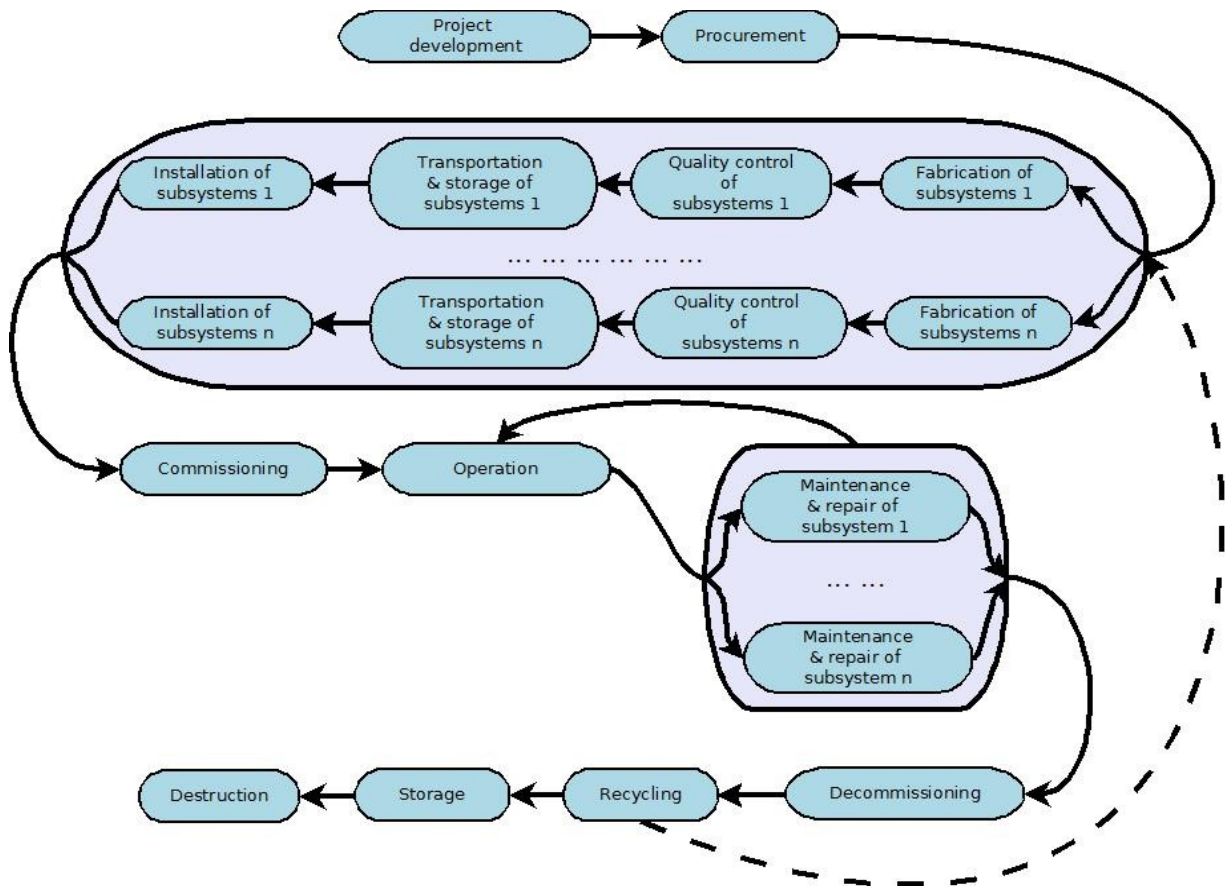 Project
development
Procurement
Installation of
subsystems 1
Transportation
& storage of
subsystems 1
Quality control
of
subsystems 1
Fabrication of
subsystems 1
... ... ... ... ... ...
Installation of
subsystems n
Transportation
& storage of
subsystems n
Quality control
of
subsystems n
Fabrication of
subsystems n
Commissioning
Operation
Maintenance
& repair of
subsystem 1
... ...
Maintenance
& repair of
subsystem n
Destruction
Storage
Recycling
Decommissioning